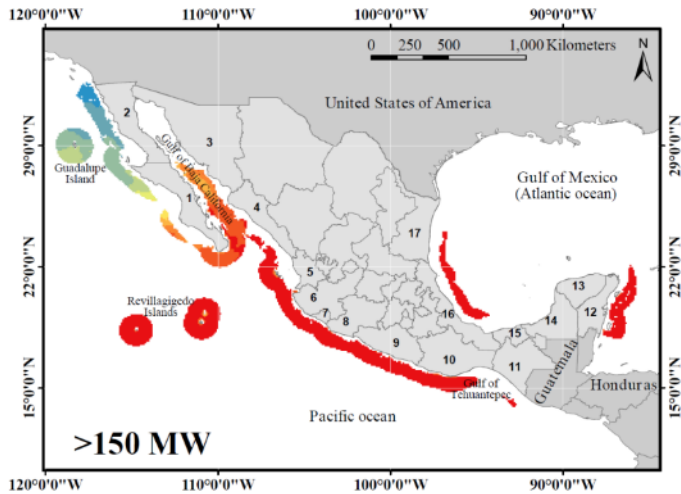 120°0'0"W 110°0'0"W 100°0'0"W 90°0'0"W
0 250 500 1,000 Kilometers
N
United States of America
2
3
29°0'0"N
29°0'0"N
Guadalupe
Island
Gulf of Baja California
Gulf of Mexico
(Atlantic ocean)
1
4
17
22°0'0"N
22°0'0"N
5
13
Revillagigedo
Islands
6
7
8
16
14
12
9
15
10
11
Guatemala
Honduras
15°0'0"N
15°0'0"N
Gulf of
Tehuantepec
Pacific ocean
>150 MW
120°0'0"W 110°0'0"W 100°0'0"W 90°0'0"W